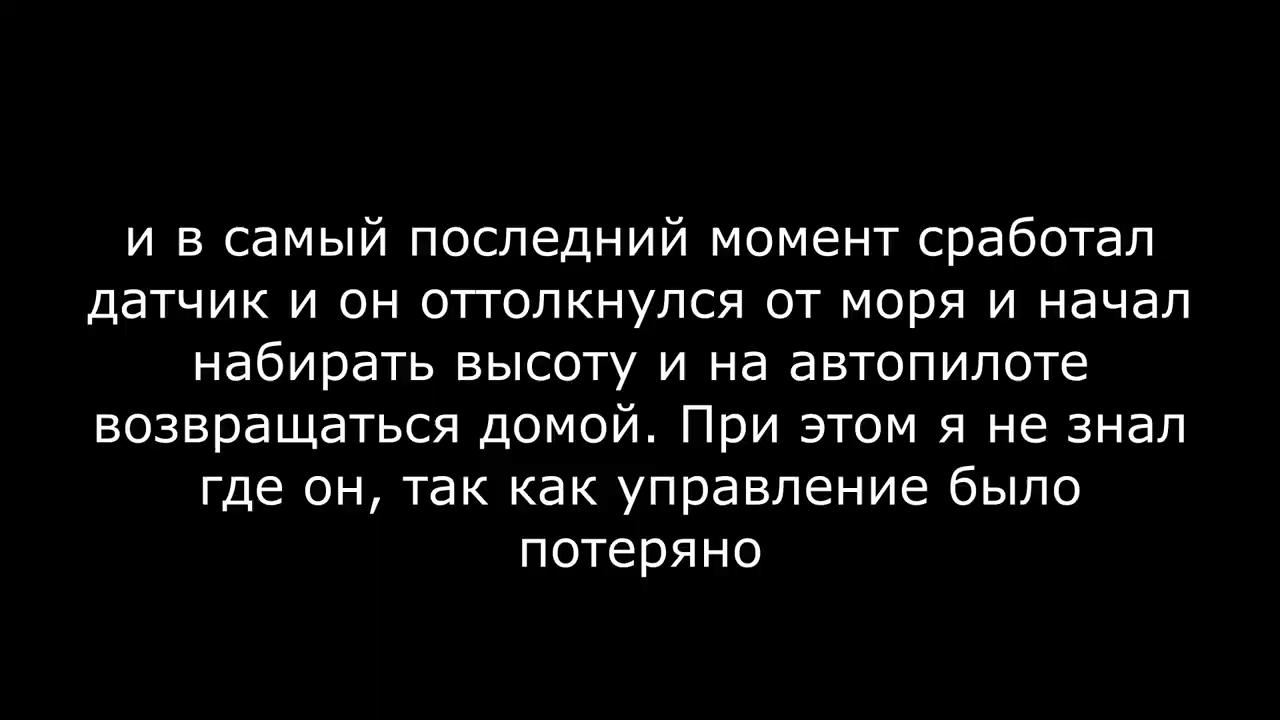 и в самый последний момент сработал
датчик и он оттолкнулся от моря и начал
набирать высоту и на автопилоте
возвращаться домой. При этом я не знал
где он, так как управление было
потеряно